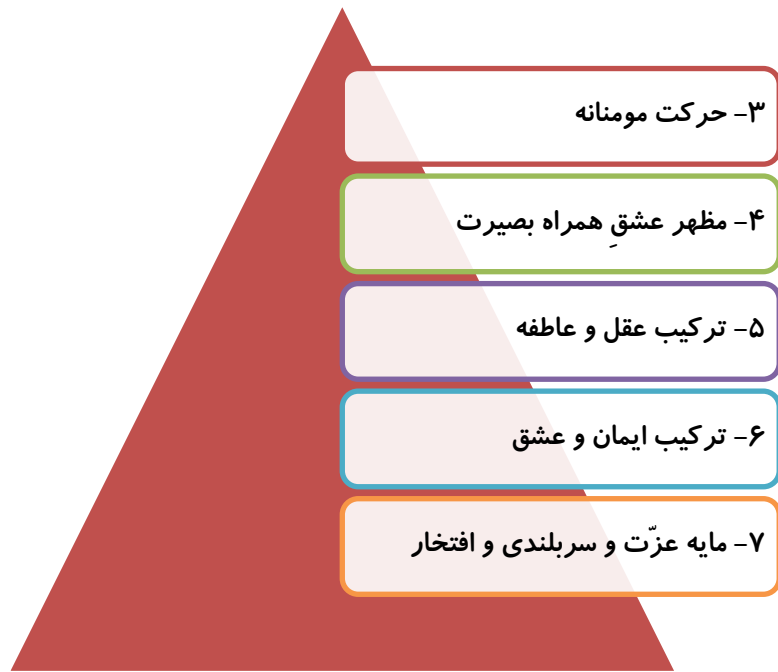 ۳- حرکت مومنانه
۴- مظهر عشقِ همراه بصیرت
۵- ترکیب عقل و عاطفه
۶- ترکیب ایمان و عشق
۷- مایه عزّت و سربلندی و افتخار